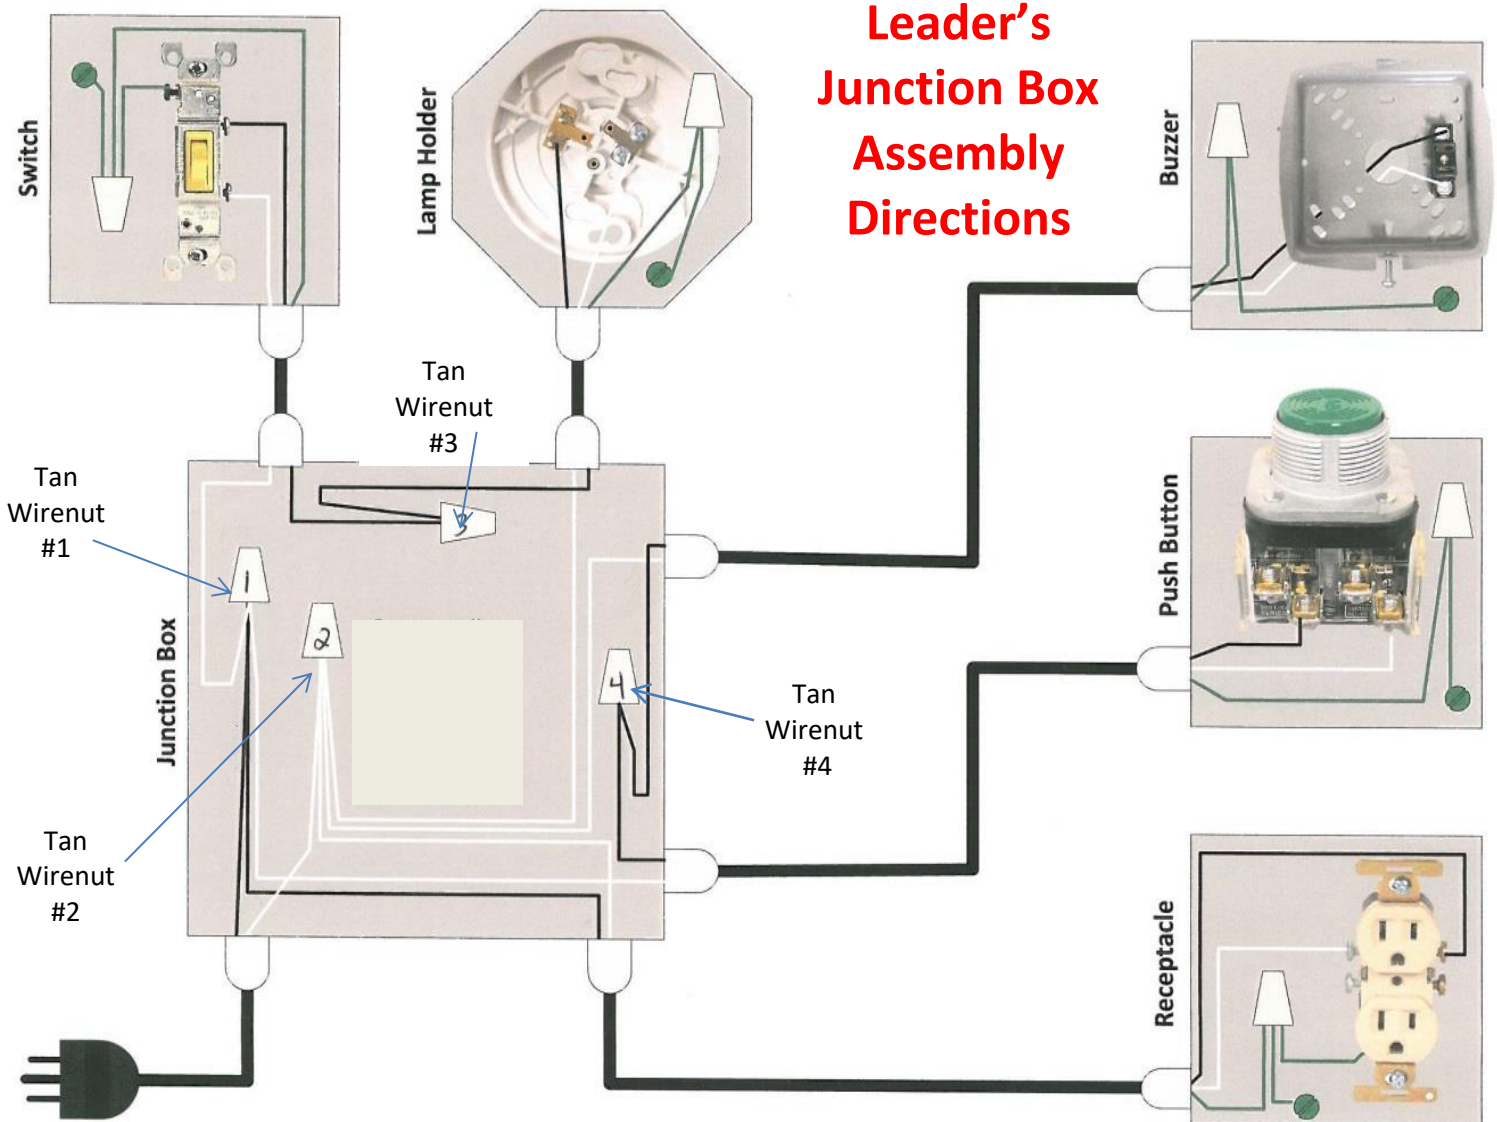 Leader’s
Junction Box
Assembly
Directions
Switch
Lamp Holder
Buzzer
Tan
Wirenut
#3
Tan
Wirenut
#1
3
1
2
4
Junction Box
Push Button
Tan
Wirenut
#4
Tan
Wirenut
#2
Receptacle